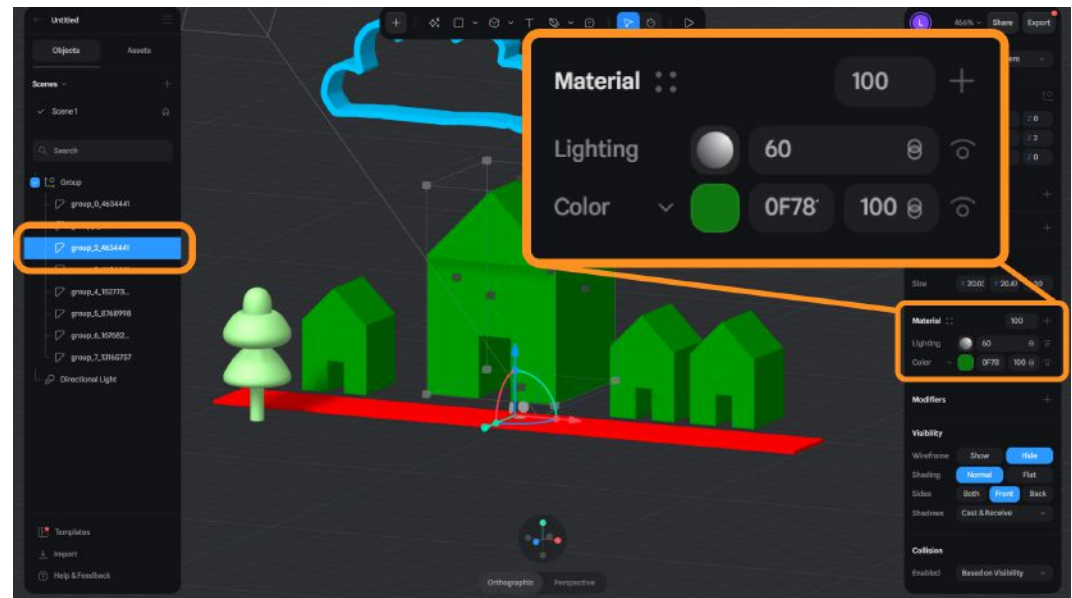 Untitled
Objects Assets
Scenes
Scene 1
Search
Group
group_0_4634441
group_2_4634441
group_4_152773...
group_5_8768998
group_6_167682...
group_7_13165757
Directional Light
Templates
Import
Help & Feedback
T
L
Share Export
Material 100
Lighting 60
Color 0F78 100
Z 0
Z 2
Z 0
Size
Material 100
Lighting 60
Color 0F78 100
Modifiers
Visibility
Wireframe Show Hide
Shading Normal Flat
Sides Both Front Back
Shadows Cast & Receive
Collision
Enabled Based on Visibility
Orthographic Perspective